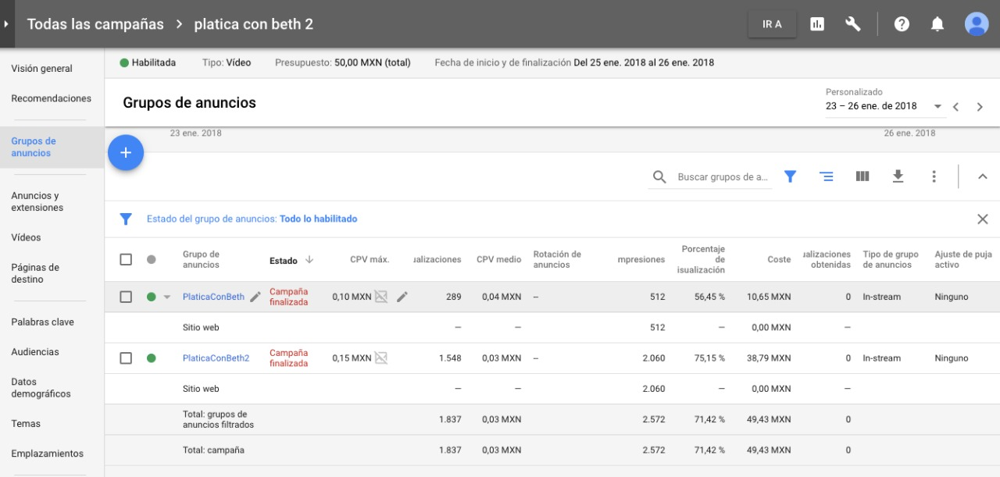 Todas las campañas > platica con beth 2
IR A
Habilitada Tipo: Vídeo Presupuesto: 50,00 MXN (total) Fecha de inicio y de finalización Del 25 ene. 2018 al 26 ene. 2018
Visión general
Recomendaciones
Grupos de
anuncios
Anuncios y
extensiones
Vídeos
Páginas de
destino
Palabras clave
Audiencias
Datos
demográficos
Temas
Emplazamientos
Grupos de anuncios
Personalizado
23 – 26 ene. de 2018
23 ene. 2018 26 ene. 2018
Buscar grupos de a...
Estado del grupo de anuncios: Todo lo habilitado
Grupo de
anuncios
Estado
CPV máx.
ualizaciones
CPV medio
Rotación de
anuncios
mpresiones
Porcentaje
de
isualización
Coste
ualizaciones
obtenidas
Tipo de grupo
de anuncios
Ajuste de puja
activo
PlaticaConBeth Campaña finalizada 0,10 MXN 289 0,04 MXN – 512 56,45 % 10,65 MXN 0 In-stream Ninguno
Sitio web — — 512 — 0,00 MXN —
PlaticaConBeth2 Campaña finalizada 0,15 MXN 1.548 0,03 MXN – 2.060 75,15 % 38,79 MXN 0 In-stream Ninguno
Sitio web — — 2.060 — 0,00 MXN —
Total: grupos de anuncios filtrados 1.837 0,03 MXN 2.572 71,42 % 49,43 MXN 0
Total: campaña 1.837 0,03 MXN 2.572 71,42 % 49,43 MXN 0